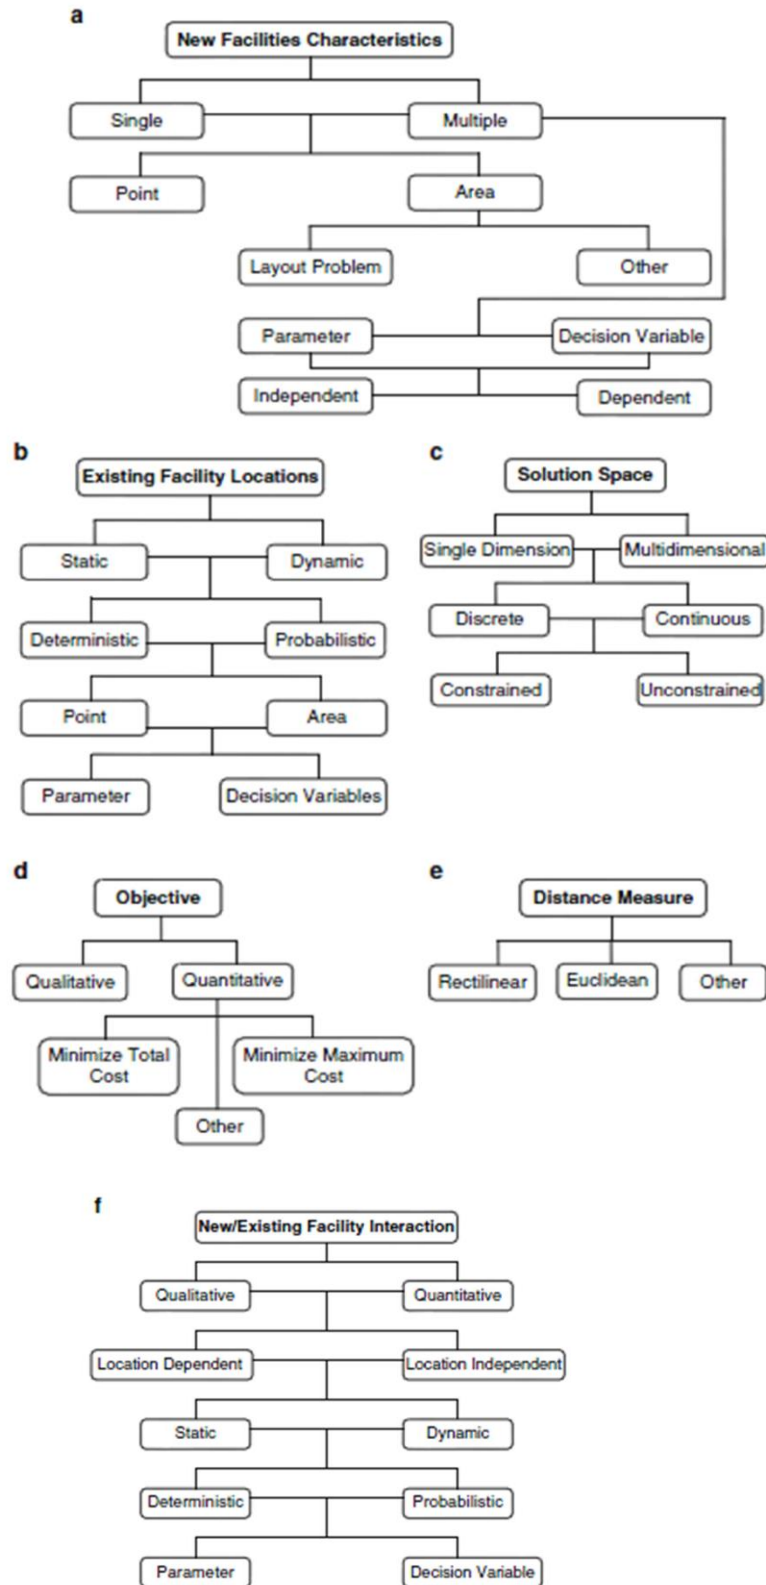 a
New Facilities Characteristics
Single
Multiple
Point
Area
Layout Problem
Other
Parameter
Decision Variable
Independent
Dependent
b
Existing Facility Locations
Static
Dynamic
Deterministic
Probabilistic
Point
Area
Parameter
Decision Variables
c
Solution Space
Single Dimension
Multidimensional
Discrete
Continuous
Constrained
Unconstrained
d
Objective
Qualitative
Quantitative
Minimize Total
Cost
Minimize Maximum
Cost
Other
e
Distance Measure
Rectilinear
Euclidean
Other
f
New/Existing Facility Interaction
Qualitative
Quantitative
Location Dependent
Location Independent
Static
Dynamic
Deterministic
Probabilistic
Parameter
Decision Variable